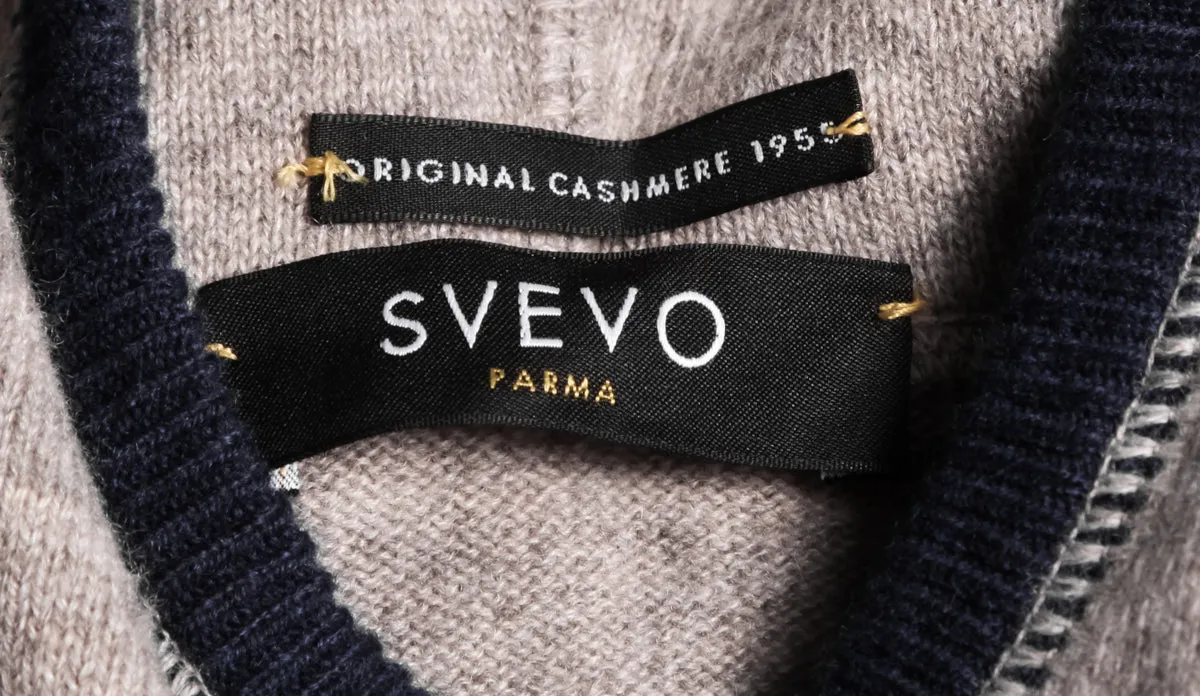 ORIGINAL CASHMERE 1955
SVEVO
PARMA